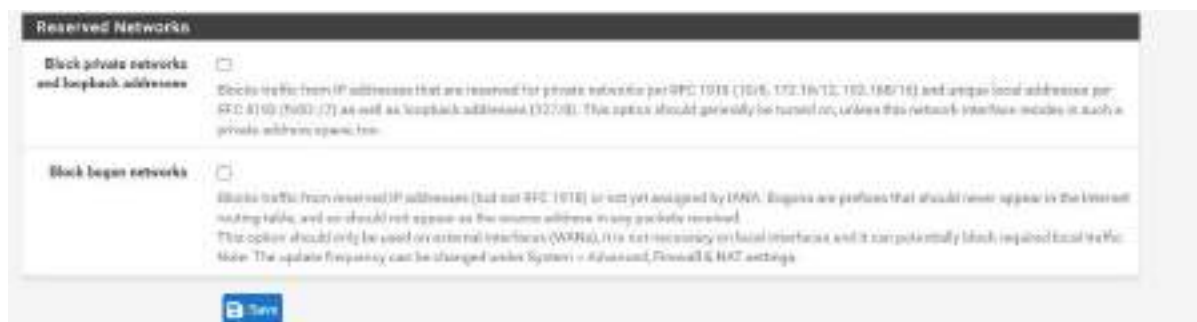 Reserved Networks
Block private networks
and loopback addresses
Blocks traffic from IP addresses that are reserved for private networks per RFC 1918 (10/8, 172.16/12, 192.168/16) and unique local addresses per
RFC 4193 (fc00::/7) as well as loopback addresses (127/8). This option should generally be turned on, unless this network interface resides in such a
private address space, too.
Block bogon networks
Blocks traffic from reserved IP addresses (but not RFC 1918) or not yet assigned by IANA. Bogons are prefixes that should never appear in the Internet
routing table, and so should not appear as the source address in any packets received.
This option should only be used on external interfaces (WANs), it is not necessary on local interfaces and it can potentially block required local traffic.
Note: The update frequency can be changed under System > Advanced, Firewall & NAT settings.
Save